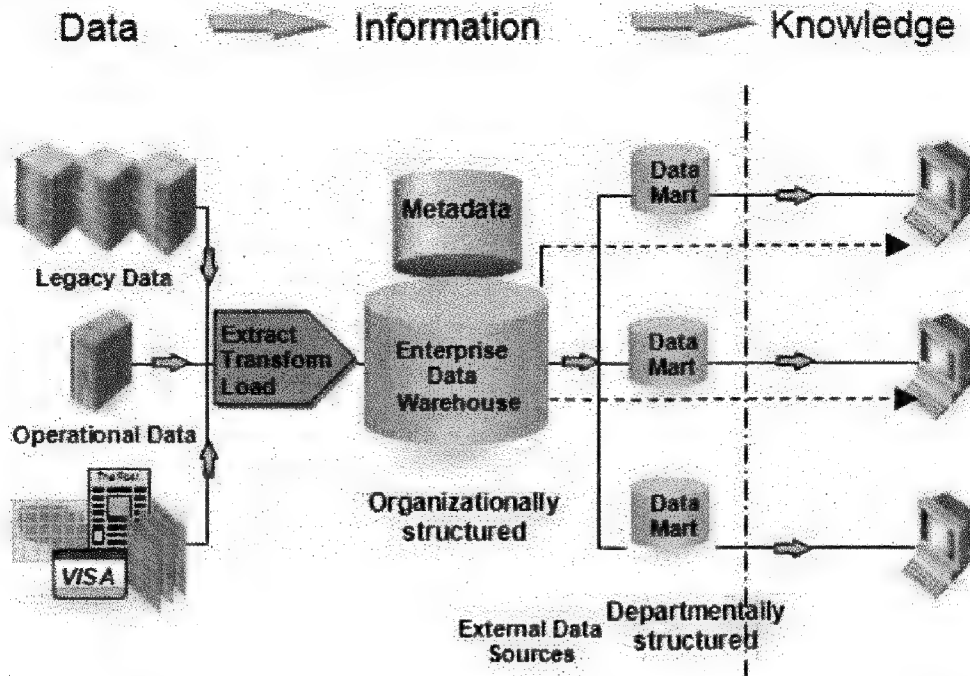 Data
Information
Knowledge
Legacy Data
Operational Data
VISA
Extract
Transform
Load
Metadata
Enterprise
Data
Warehouse
Organizationally
structured
Data
Mart
Data
Mart
Data
Mart
External Data
Sources
Departmentally
structured